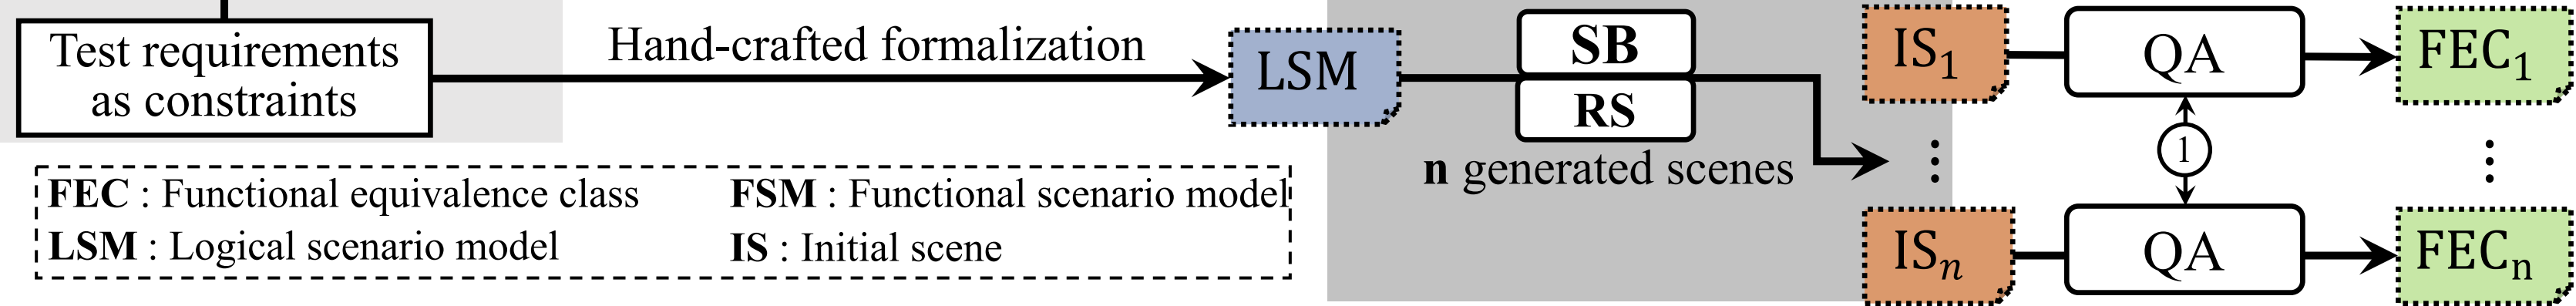 Test requirements
as constraints
Hand-crafted formalization
LSM
SB
RS
n generated scenes
IS₁
QA
FEC₁
⋮
1
⋮
ISₙ
QA
FECₙ
FEC : Functional equivalence class
FSM : Functional scenario model
LSM : Logical scenario model
IS : Initial scene